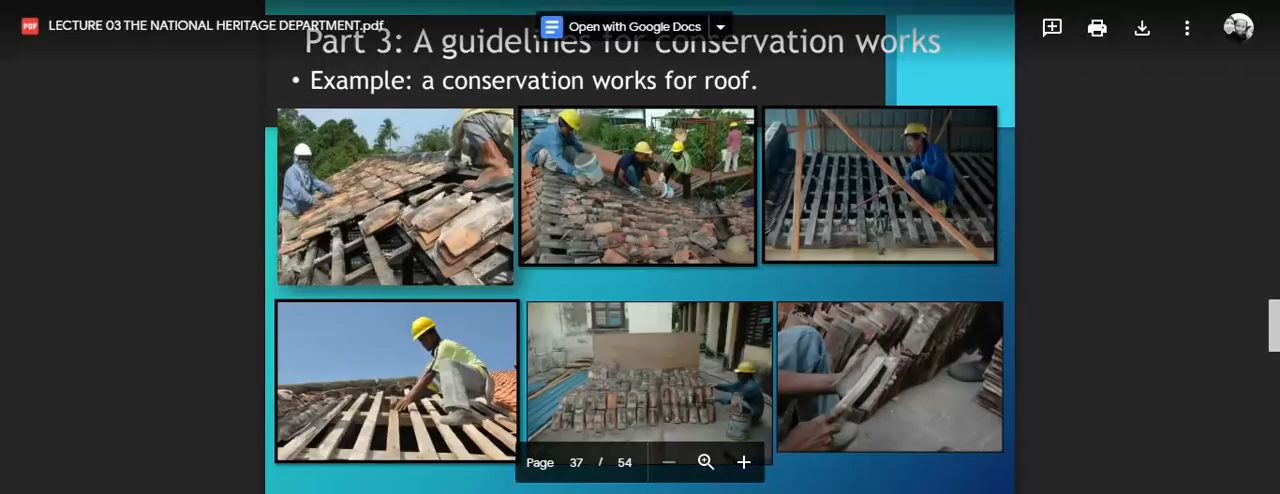 LECTURE 03 THE NATIONAL HERITAGE DEPARTMENT.pdf
Open with Google Docs
Part 3: A guidelines for conservation works
• Example: a conservation works for roof.
Page 37 / 54
PDF